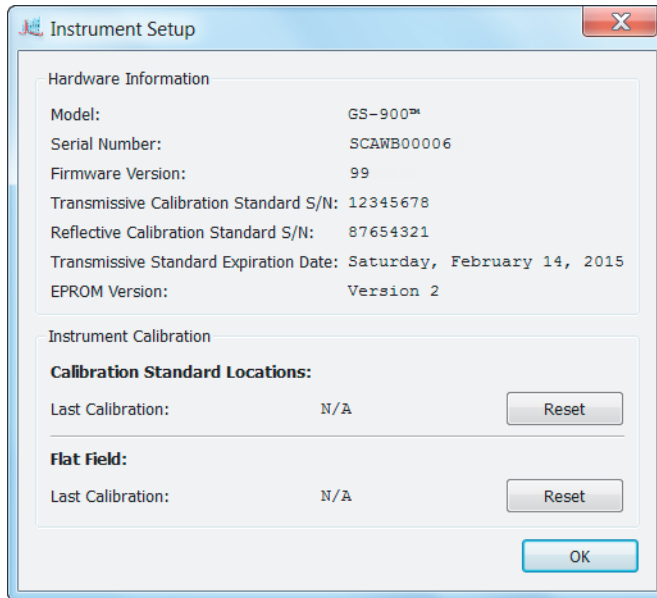 Instrument Setup
Hardware Information
Model: GS-900™
Serial Number: SCAWB00006
Firmware Version: 99
Transmissive Calibration Standard S/N: 12345678
Reflective Calibration Standard S/N: 87654321
Transmissive Standard Expiration Date: Saturday, February 14, 2015
EPROM Version: Version 2
Instrument Calibration
Calibration Standard Locations:
Last Calibration: N/A Reset
Flat Field:
Last Calibration: N/A Reset
OK